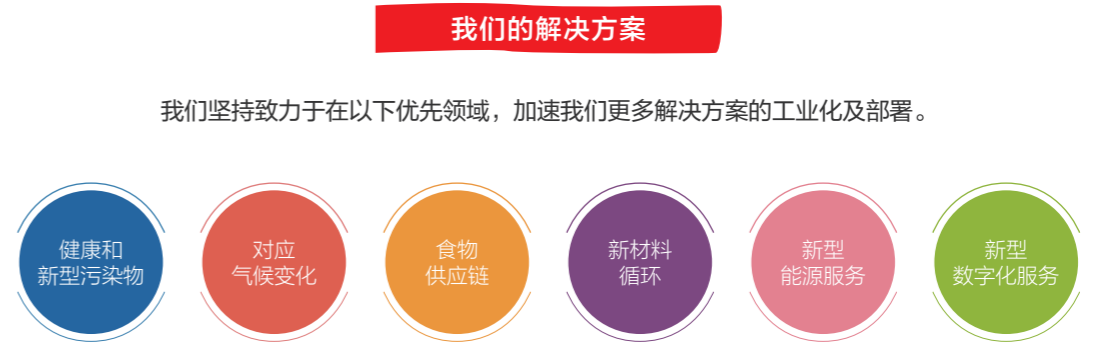 我们的解决方案
我们坚持致力于在以下优先领域，加速我们更多解决方案的工业化及部署。
健康和
新型污染物
对应
气候变化
食物
供应链
新材料
循环
新型
能源服务
新型
数字化服务